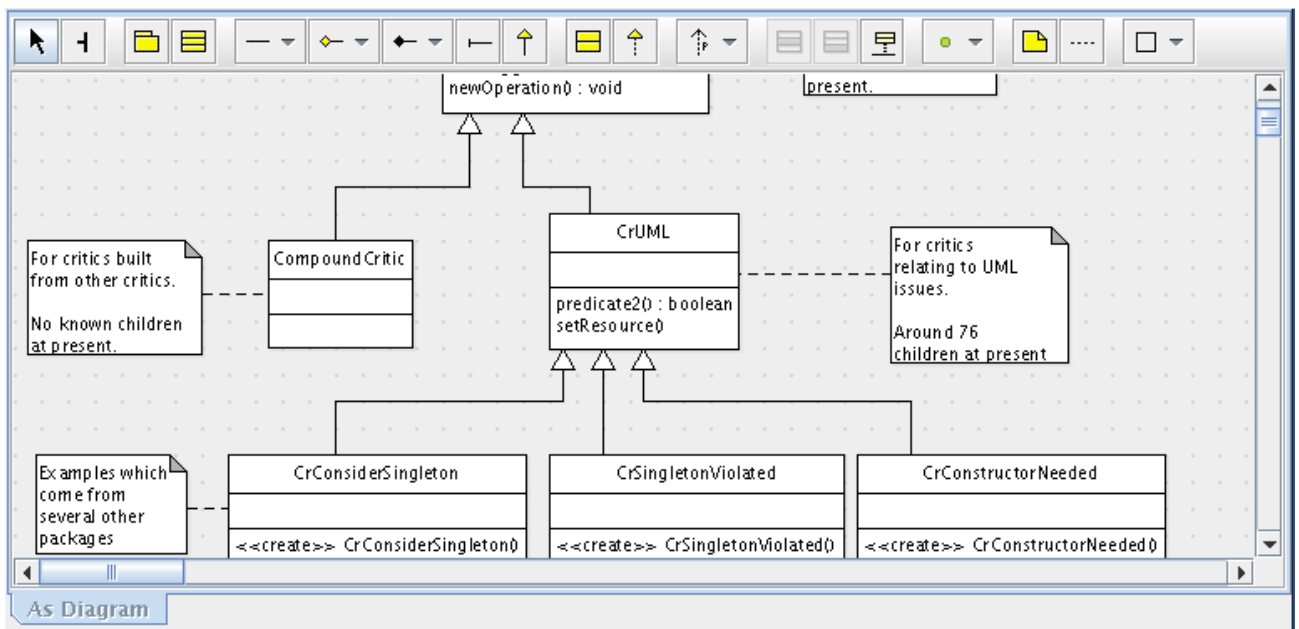 newOperation() : void
present.
CrUML
predicate2() : boolean
setResource()
CompoundCritic
For critics built
from other critics.
No known children
at present.
For critics
relating to UML
issues.
Around 76
children at present
Examples which
come from
several other
packages
CrConsiderSingleton
<<create>> CrConsiderSingleton()
CrSingletonViolated
<<create>> CrSingletonViolated()
CrConstructorNeeded
<<create>> CrConstructorNeeded()
As Diagram